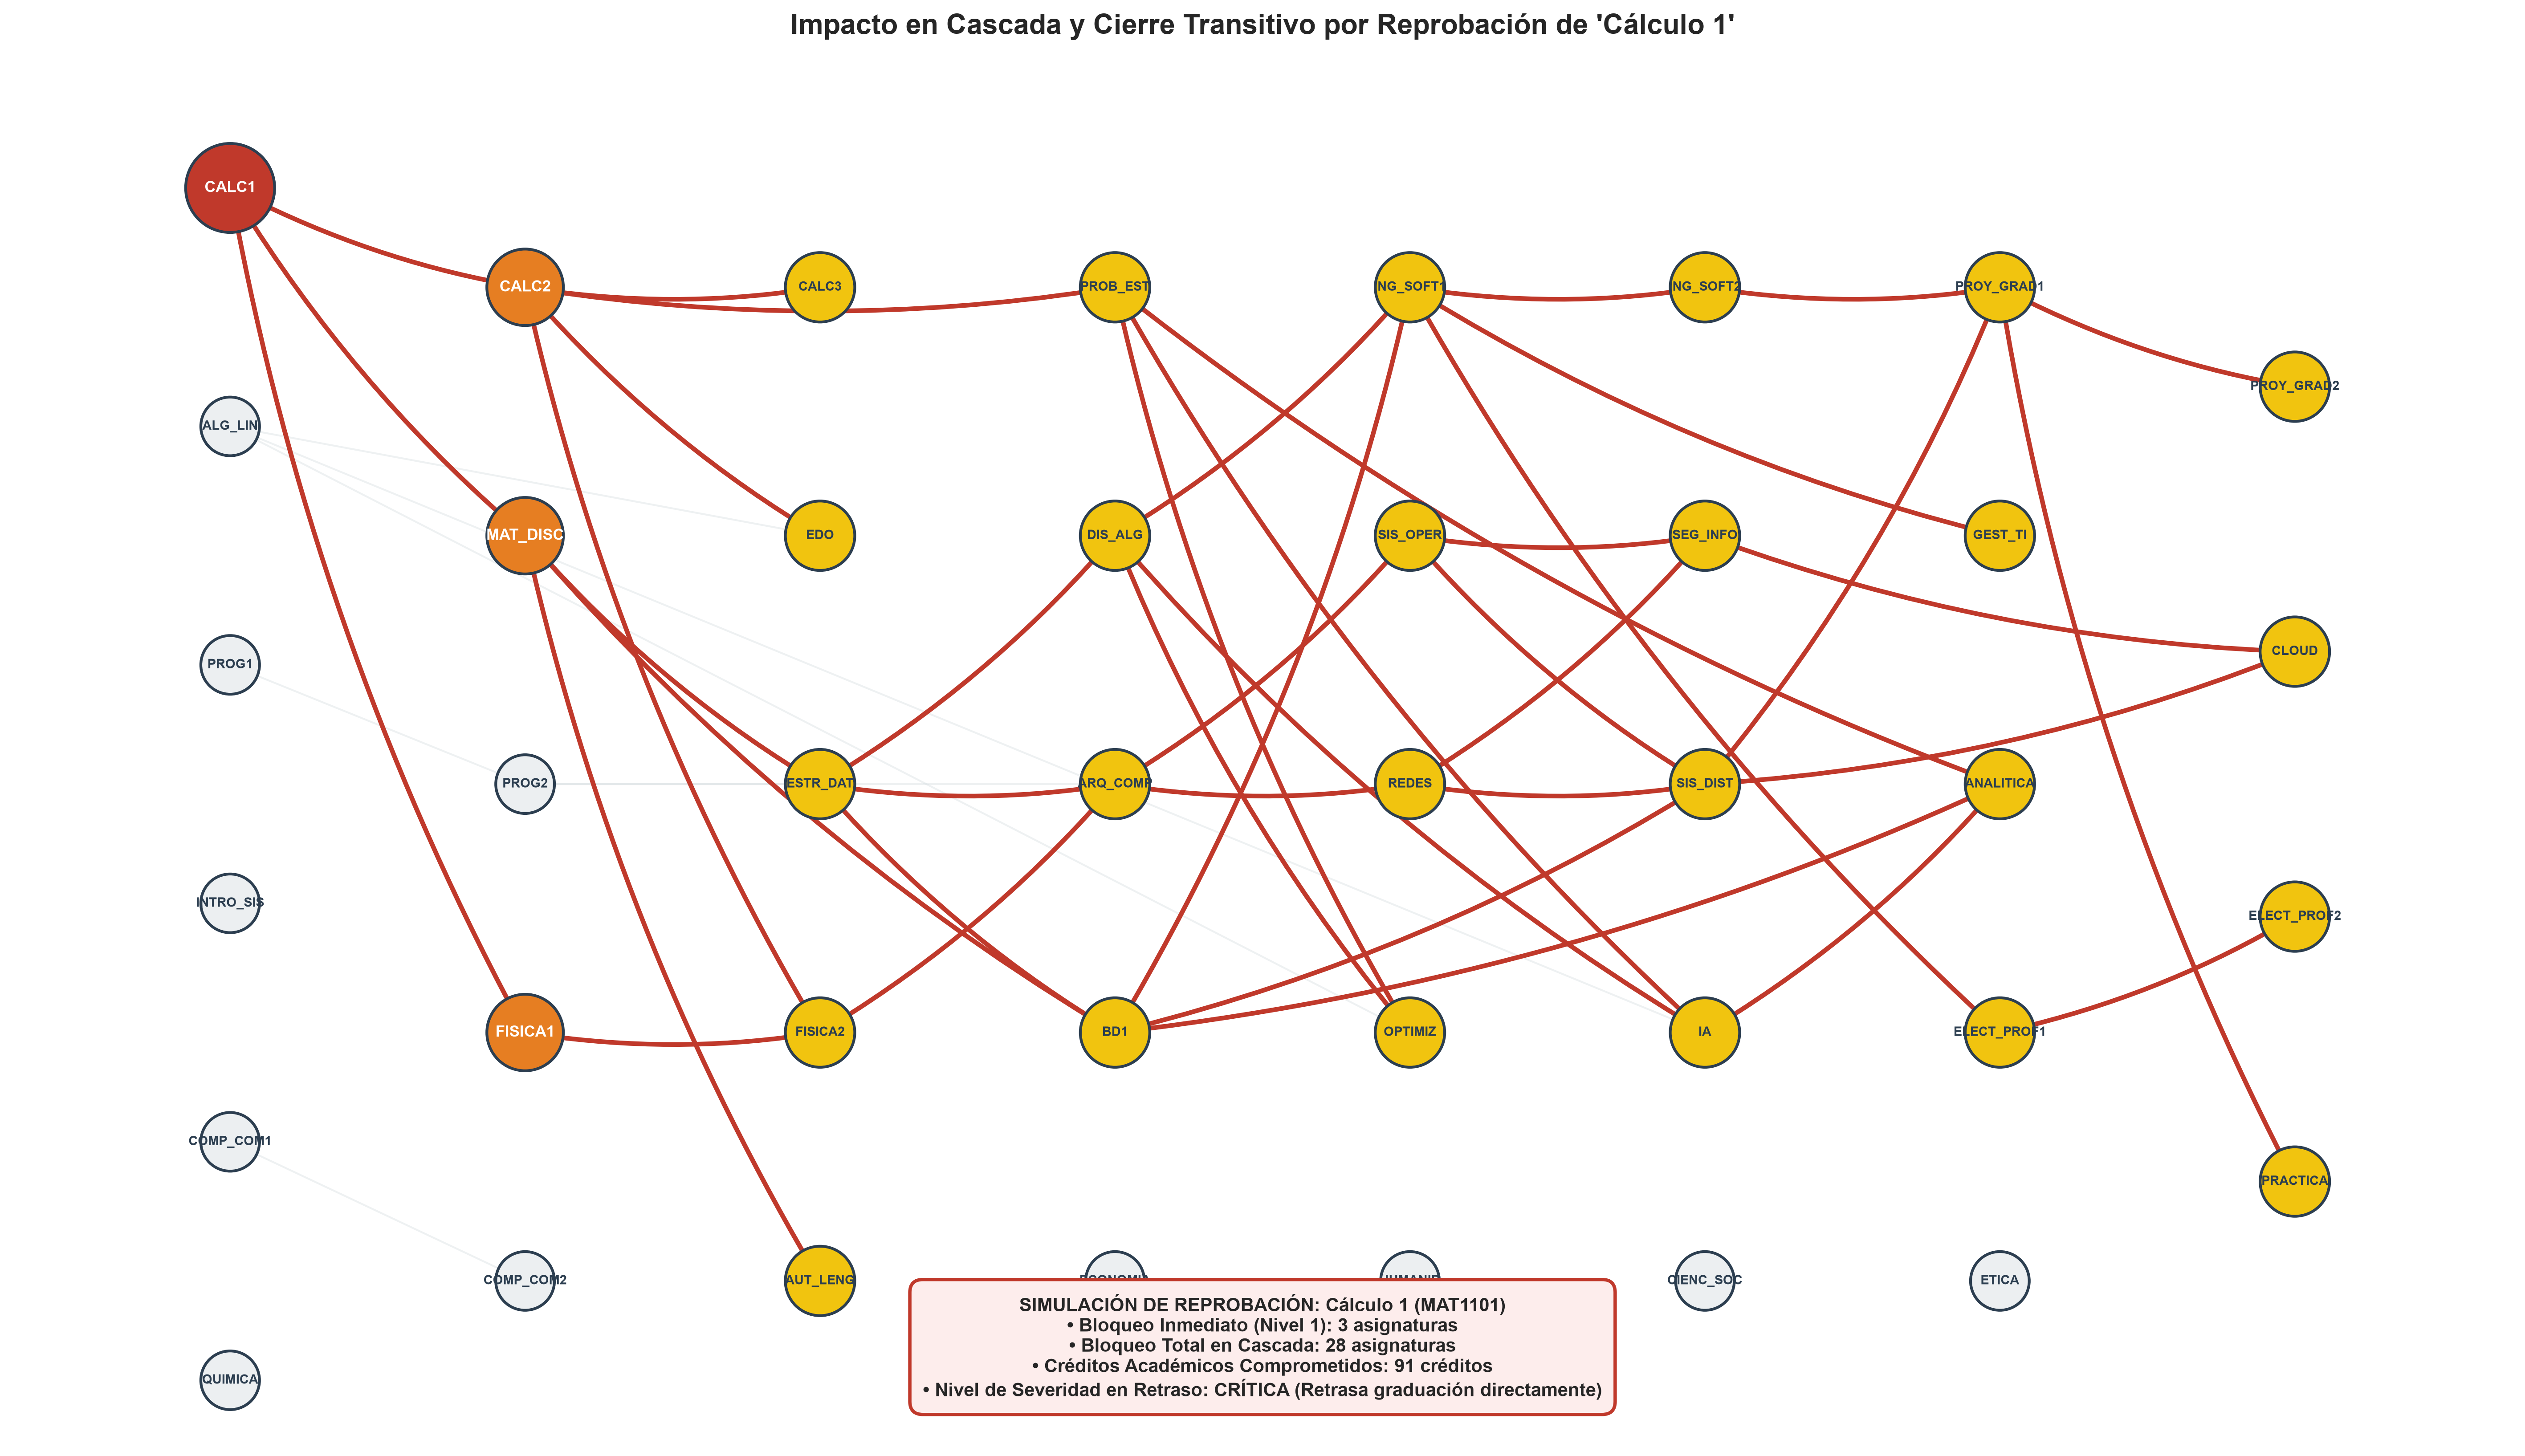 Impacto en Cascada y Cierre Transitivo por Reprobación de 'Cálculo 1'
CALC1
CALC2
CALC3
PROB_EST
NG_SOFT1
NG_SOFT2
PROY_GRAD1
PROY_GRAD2
ALG_LIN
MAT_DISC
EDO
DIS_ALG
SIS_OPER
SEG_INFO
GEST_TI
PROG1
CLOUD
PROG2
ESTR_DAT
ARQ_COMP
REDES
SIS_DIST
ANALITICA
INTRO_SIS
ELECT_PROF2
FISICA1
FISICA2
BD1
OPTIMIZ
IA
ELECT_PROF1
COMP_COM1
PRACTICA
COMP_COM2
AUT_LENG
CIENC_SOC
ETICA
QUIMICA
SIMULACIÓN DE REPROBACIÓN: Cálculo 1 (MAT1101)
• Bloqueo Inmediato (Nivel 1): 3 asignaturas
• Bloqueo Total en Cascada: 28 asignaturas
• Créditos Académicos Comprometidos: 91 créditos
• Nivel de Severidad en Retraso: CRÍTICA (Retrasa graduación directamente)